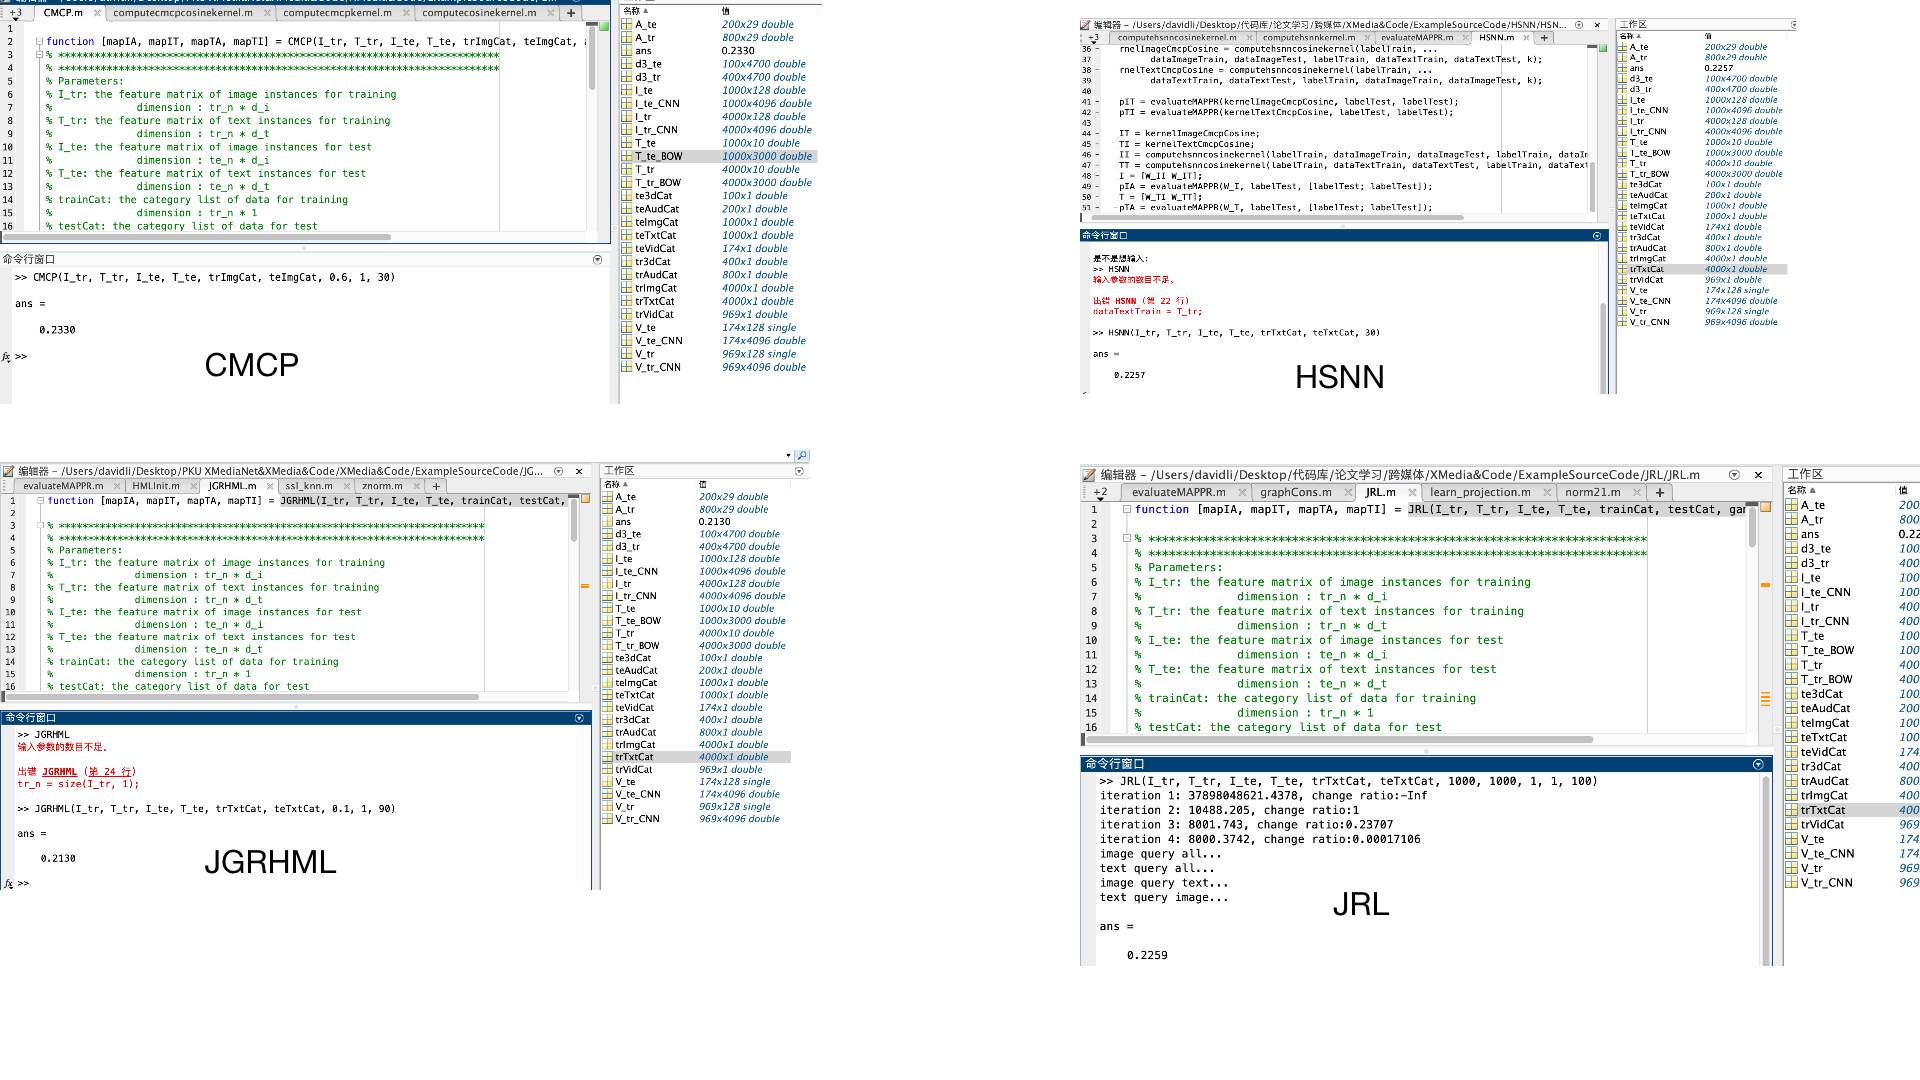 +3 CMCP.m × computecmcpcosinekernel.m × computecmcpkernel.m × computecosinekernel.m × +
1
2 function [mapIA, mapIT, mapTA, mapTI] = CMCP(I_tr, T_tr, I_te, T_te, trImgCat, teImgCat,
3 % *************************************************************************
4 % *************************************************************************
5 % Parameters:
6 % I_tr: the feature matrix of image instances for training
7 % dimension : tr_n * d_i
8 % T_tr: the feature matrix of text instances for training
9 % dimension : tr_n * d_t
10 % I_te: the feature matrix of image instances for test
11 % dimension : te_n * d_i
12 % T_te: the feature matrix of text instances for test
13 % dimension : te_n * d_t
14 % trainCat: the category list of data for training
15 % dimension : tr_n * 1
16 % testCat: the category list of data for test
命令行窗口
>> CMCP(I_tr, T_tr, I_te, T_te, trImgCat, teImgCat, 0.6, 1, 30)
ans =
0.2330
fx >>
CMCP
名称 值
A_te 200x29 double
A_tr 800x29 double
ans 0.2330
d3_te 100x4700 double
d3_tr 400x4700 double
I_te 1000x128 double
I_te_CNN 1000x4096 double
I_tr 4000x128 double
I_tr_CNN 4000x4096 double
T_te 1000x10 double
T_te_BOW 1000x3000 double
T_tr 4000x10 double
T_tr_BOW 4000x3000 double
te3dCat 100x1 double
teAudCat 200x1 double
teImgCat 1000x1 double
teTxtCat 1000x1 double
teVidCat 174x1 double
tr3dCat 400x1 double
trAudCat 800x1 double
trImgCat 4000x1 double
trTxtCat 4000x1 double
trVidCat 969x1 double
V_te 174x128 single
V_te_CNN 174x4096 double
V_tr 969x128 single
V_tr_CNN 969x4096 double
编辑器 – /Users/davidli/Desktop/代码库/论文学习/跨媒体/XMedia&Code/ExampleSourceCode/HSNN/HSN...
+3 computehsnncosinekernel.m × computehsnnkernel.m × evaluateMAPPR.m × HSNN.m × +
36 – rnelImageCmcpCosine = computehsnncosinekernel(labelTrain, ...
37 dataImageTrain, dataImageTest, labelTrain, dataTextTrain, dataTextTest, k);
38 – rnelTextCmcpCosine = computehsnncosinekernel(labelTrain, ...
39 dataTextTrain, dataTextTest, labelTrain, dataImageTrain, dataImageTest, k);
40
41 – pIT = evaluateMAPPR(kernelImageCmcpCosine, labelTest, labelTest);
42 – pTI = evaluateMAPPR(kernelTextCmcpCosine, labelTest, labelTest);
43
44 – IT = kernelImageCmcpCosine;
45 – TI = kernelTextCmcpCosine;
46 – II = computehsnncosinekernel(labelTrain, dataImageTrain, dataImageTest, labelTrain, dataIm
47 – TT = computehsnncosinekernel(labelTrain, dataTextTrain, dataTextTest, labelTrain, dataText
48 – I = [W_II W_IT];
49 – pIA = evaluateMAPPR(W_I, labelTest, [labelTest; labelTest]);
50 – T = [W_TI W_TT];
51 – pTA = evaluateMAPPR(W_T, labelTest, [labelTest; labelTest]);
命令行窗口
是不是想输入:
>> HSNN
输入参数的数目不足。
出错 HSNN (第 22 行)
dataTextTrain = T_tr;
>> HSNN(I_tr, T_tr, I_te, T_te, trTxtCat, teTxtCat, 30)
ans =
0.2257
HSNN
工作区
名称 值
A_te 200x29 double
A_tr 800x29 double
ans 0.2257
d3_te 100x4700 double
d3_tr 400x4700 double
I_te 1000x128 double
I_te_CNN 1000x4096 double
I_tr 4000x128 double
I_tr_CNN 4000x4096 double
T_te 1000x10 double
T_te_BOW 1000x3000 double
T_tr 4000x10 double
T_tr_BOW 4000x3000 double
te3dCat 100x1 double
teAudCat 200x1 double
teImgCat 1000x1 double
teTxtCat 1000x1 double
teVidCat 174x1 double
tr3dCat 400x1 double
trAudCat 800x1 double
trImgCat 4000x1 double
trTxtCat 4000x1 double
trVidCat 969x1 double
V_te 174x128 single
V_te_CNN 174x4096 double
V_tr 969x128 single
V_tr_CNN 969x4096 double
编辑器 – /Users/davidli/Desktop/PKU XMediaNet&XMedia&Code/XMedia&Code/ExampleSourceCode/JG...
evaluateMAPPR.m × HMLInit.m × JGRHML.m × ssl_knn.m × znorm.m × +
1 function [mapIA, mapIT, mapTA, mapTI] = JGRHML(I_tr, T_tr, I_te, T_te, trainCat, testCat,
2
3 % *************************************************************************
4 % *************************************************************************
5 % Parameters:
6 % I_tr: the feature matrix of image instances for training
7 % dimension : tr_n * d_i
8 % T_tr: the feature matrix of text instances for training
9 % dimension : tr_n * d_t
10 % I_te: the feature matrix of image instances for test
11 % dimension : te_n * d_i
12 % T_te: the feature matrix of text instances for test
13 % dimension : te_n * d_t
14 % trainCat: the category list of data for training
15 % dimension : tr_n * 1
16 % testCat: the category list of data for test
命令行窗口
>> JGRHML
输入参数的数目不足。
出错 JGRHML (第 24 行)
tr_n = size(I_tr, 1);
>> JGRHML(I_tr, T_tr, I_te, T_te, trTxtCat, teTxtCat, 0.1, 1, 90)
ans =
0.2130
fx >>
JGRHML
工作区
名称 值
A_te 200x29 double
A_tr 800x29 double
ans 0.2130
d3_te 100x4700 double
d3_tr 400x4700 double
I_te 1000x128 double
I_te_CNN 1000x4096 double
I_tr 4000x128 double
I_tr_CNN 4000x4096 double
T_te 1000x10 double
T_te_BOW 1000x3000 double
T_tr 4000x10 double
T_tr_BOW 4000x3000 double
te3dCat 100x1 double
teAudCat 200x1 double
teImgCat 1000x1 double
teTxtCat 1000x1 double
teVidCat 174x1 double
tr3dCat 400x1 double
trAudCat 800x1 double
trImgCat 4000x1 double
trTxtCat 4000x1 double
trVidCat 969x1 double
V_te 174x128 single
V_te_CNN 174x4096 double
V_tr 969x128 single
V_tr_CNN 969x4096 double
编辑器 – /Users/davidli/Desktop/代码库/论文学习/跨媒体/XMedia&Code/ExampleSourceCode/JRL/JRL.m
+2 evaluateMAPPR.m × graphCons.m × JRL.m × learn_projection.m × norm21.m × +
1 function [mapIA, mapIT, mapTA, mapTI] = JRL(I_tr, T_tr, I_te, T_te, trainCat, testCat, gam
2
3 % *************************************************************************
4 % *************************************************************************
5 % Parameters:
6 % I_tr: the feature matrix of image instances for training
7 % dimension : tr_n * d_i
8 % T_tr: the feature matrix of text instances for training
9 % dimension : tr_n * d_t
10 % I_te: the feature matrix of image instances for test
11 % dimension : te_n * d_i
12 % T_te: the feature matrix of text instances for test
13 % dimension : te_n * d_t
14 % trainCat: the category list of data for training
15 % dimension : tr_n * 1
16 % testCat: the category list of data for test
命令行窗口
>> JRL(I_tr, T_tr, I_te, T_te, trTxtCat, teTxtCat, 1000, 1000, 1, 1, 100)
iteration 1: 37898048621.4378, change ratio:-Inf
iteration 2: 10488.205, change ratio:1
iteration 3: 8001.743, change ratio:0.23707
iteration 4: 8000.3742, change ratio:0.00017106
image query all...
text query all...
image query text...
text query image...
ans =
0.2259
JRL
工作区
名称 值
A_te 200
A_tr 800
ans 0.22
d3_te 100
d3_tr 400
I_te 100
I_te_CNN 100
I_tr 400
I_tr_CNN 400
T_te 100
T_te_BOW 100
T_tr 400
T_tr_BOW 400
te3dCat 100
teAudCat 200
teImgCat 100
teTxtCat 100
teVidCat 174
tr3dCat 400
trAudCat 800
trImgCat 400
trTxtCat 400
trVidCat 969
V_te 174
V_te_CNN 174
V_tr 969
V_tr_CNN 969